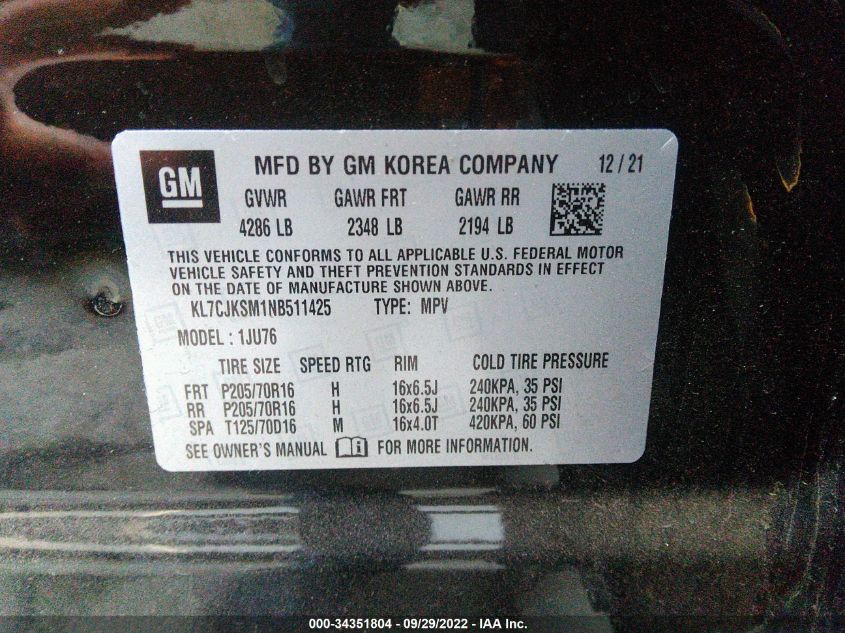 GM
MFD BY GM KOREA COMPANY 12/21
GVWR GAWR FRT GAWR RR
4286 LB 2348 LB 2194 LB
THIS VEHICLE CONFORMS TO ALL APPLICABLE U.S. FEDERAL MOTOR
VEHICLE SAFETY AND THEFT PREVENTION STANDARDS IN EFFECT
ON THE DATE OF MANUFACTURE SHOWN ABOVE.
KL7CJKSM1NB511425 TYPE: MPV
MODEL : 1JU76
TIRE SIZE SPEED RTG RIM COLD TIRE PRESSURE
FRT P205/70R16 H 16x6.5J 240KPA, 35 PSI
RR P205/70R16 H 16x6.5J 240KPA, 35 PSI
SPA T125/70D16 M 16x4.0T 420KPA, 60 PSI
SEE OWNER'S MANUAL FOR MORE INFORMATION.
000-34351804 - 09/29/2022 - IAA Inc.